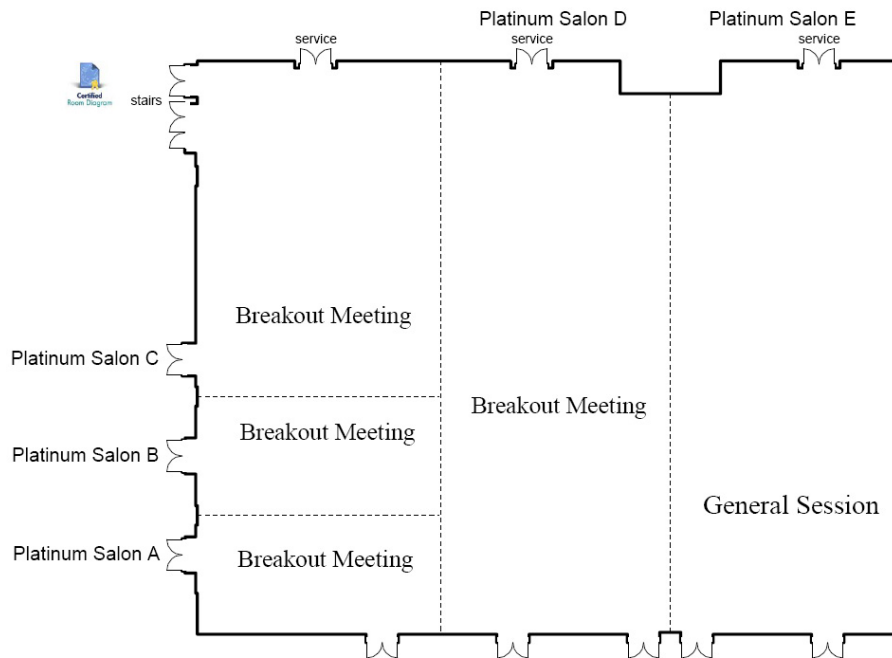 Platinum Salon D
Platinum Salon E
service
service
service
Certified
Room Diagram
stairs
Breakout Meeting
Platinum Salon C
Breakout Meeting
Breakout Meeting
Platinum Salon B
General Session
Platinum Salon A
Breakout Meeting